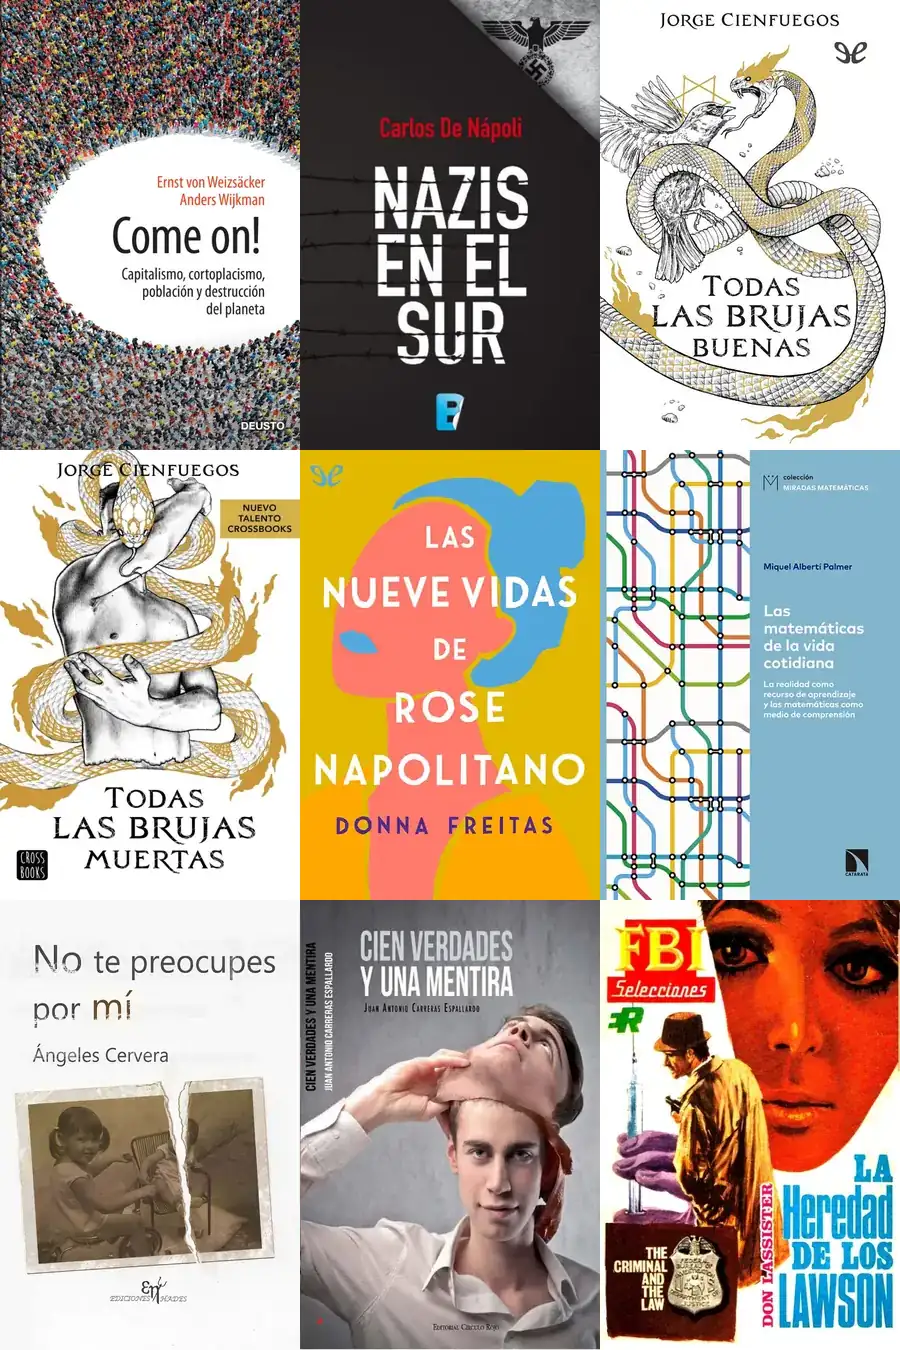 Ernst von Weizsäcker
Anders Wijkman
Come on!
Capitalismo, cortoplacismo,
población y destrucción
del planeta
DEUSTO
Carlos De Nápoli
NAZIS
EN EL
SUR
B
JORGE CIENFUEGOS
TODAS
LAS BRUJAS
BUENAS
JORGE CIENFUEGOS
NUEVO
TALENTO
CROSSBOOKS
TODAS
LAS BRUJAS
MUERTAS
CROSS
BOOKS
LAS
NUEVE VIDAS
DE
ROSE
NAPOLITANO
DONNA FREITAS
colección
MIRADAS MATEMÁTICAS
Miquel Albertí Palmer
Las
matemáticas
de la vida
cotidiana
La realidad como
recurso de aprendizaje
y las matemáticas como
medio de comprensión
CATARATA
No te preocupes
por mí
Ángeles Cervera
EDICIONES HADES
CIEN VERDADES Y UNA MENTIRA
JUAN ANTONIO CARRERAS ESPALLARDO
CIEN VERDADES
Y UNA MENTIRA
JUAN ANTONIO CARRERAS ESPALLARDO
EDITORIAL CÍRCULO ROJO
FBI
Selecciones
THE
CRIMINAL
AND THE
LAW
DON LASSISTER
LA
Heredad
DE LOS
LAWSON